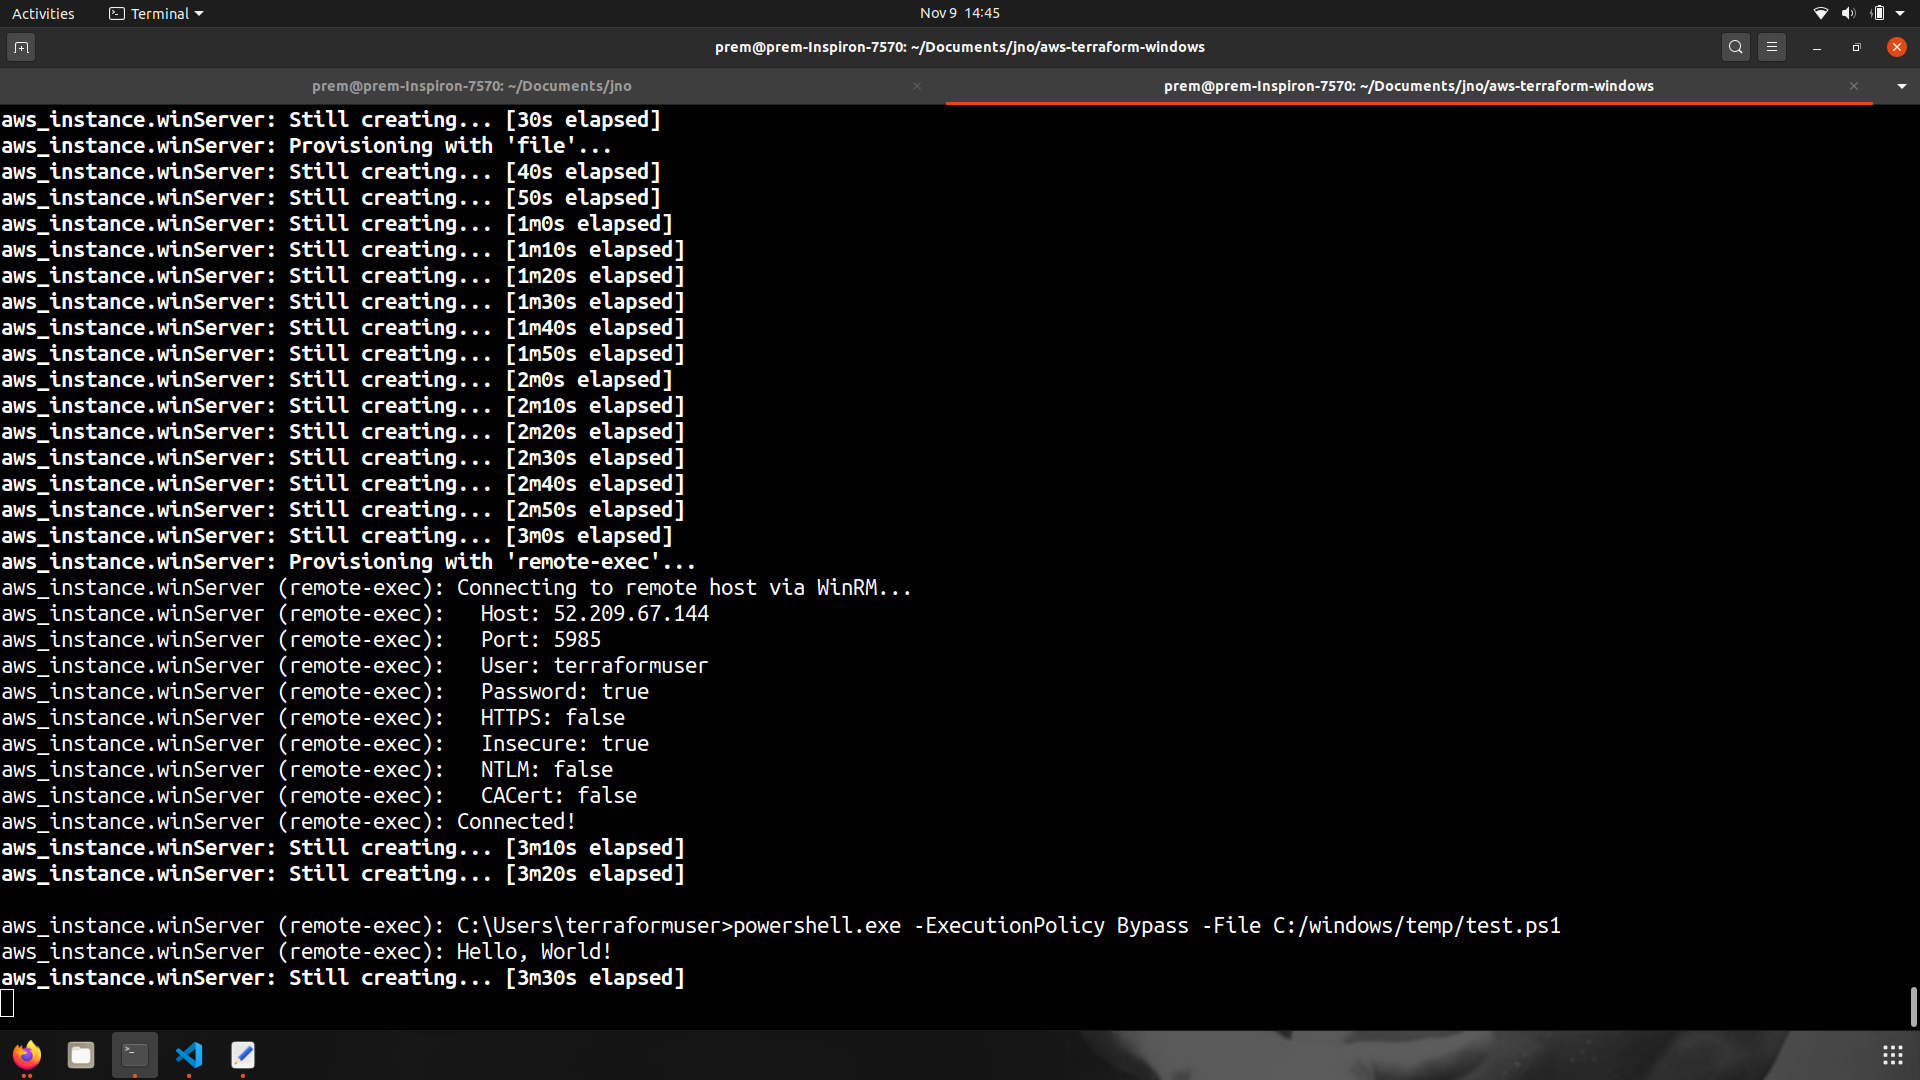 Activities
Terminal
Nov 9 14:45
prem@prem-Inspiron-7570: ~/Documents/jno/aws-terraform-windows
prem@prem-Inspiron-7570: ~/Documents/jno
prem@prem-Inspiron-7570: ~/Documents/jno/aws-terraform-windows
aws_instance.winServer: Still creating... [30s elapsed]
aws_instance.winServer: Provisioning with 'file'...
aws_instance.winServer: Still creating... [40s elapsed]
aws_instance.winServer: Still creating... [50s elapsed]
aws_instance.winServer: Still creating... [1m0s elapsed]
aws_instance.winServer: Still creating... [1m10s elapsed]
aws_instance.winServer: Still creating... [1m20s elapsed]
aws_instance.winServer: Still creating... [1m30s elapsed]
aws_instance.winServer: Still creating... [1m40s elapsed]
aws_instance.winServer: Still creating... [1m50s elapsed]
aws_instance.winServer: Still creating... [2m0s elapsed]
aws_instance.winServer: Still creating... [2m10s elapsed]
aws_instance.winServer: Still creating... [2m20s elapsed]
aws_instance.winServer: Still creating... [2m30s elapsed]
aws_instance.winServer: Still creating... [2m40s elapsed]
aws_instance.winServer: Still creating... [2m50s elapsed]
aws_instance.winServer: Still creating... [3m0s elapsed]
aws_instance.winServer: Provisioning with 'remote-exec'...
aws_instance.winServer (remote-exec): Connecting to remote host via WinRM...
aws_instance.winServer (remote-exec):   Host: 52.209.67.144
aws_instance.winServer (remote-exec):   Port: 5985
aws_instance.winServer (remote-exec):   User: terraformuser
aws_instance.winServer (remote-exec):   Password: true
aws_instance.winServer (remote-exec):   HTTPS: false
aws_instance.winServer (remote-exec):   Insecure: true
aws_instance.winServer (remote-exec):   NTLM: false
aws_instance.winServer (remote-exec):   CACert: false
aws_instance.winServer (remote-exec): Connected!
aws_instance.winServer: Still creating... [3m10s elapsed]
aws_instance.winServer: Still creating... [3m20s elapsed]
aws_instance.winServer (remote-exec): C:\Users\terraformuser>powershell.exe -ExecutionPolicy Bypass -File C:/windows/temp/test.ps1
aws_instance.winServer (remote-exec): Hello, World!
aws_instance.winServer: Still creating... [3m30s elapsed]